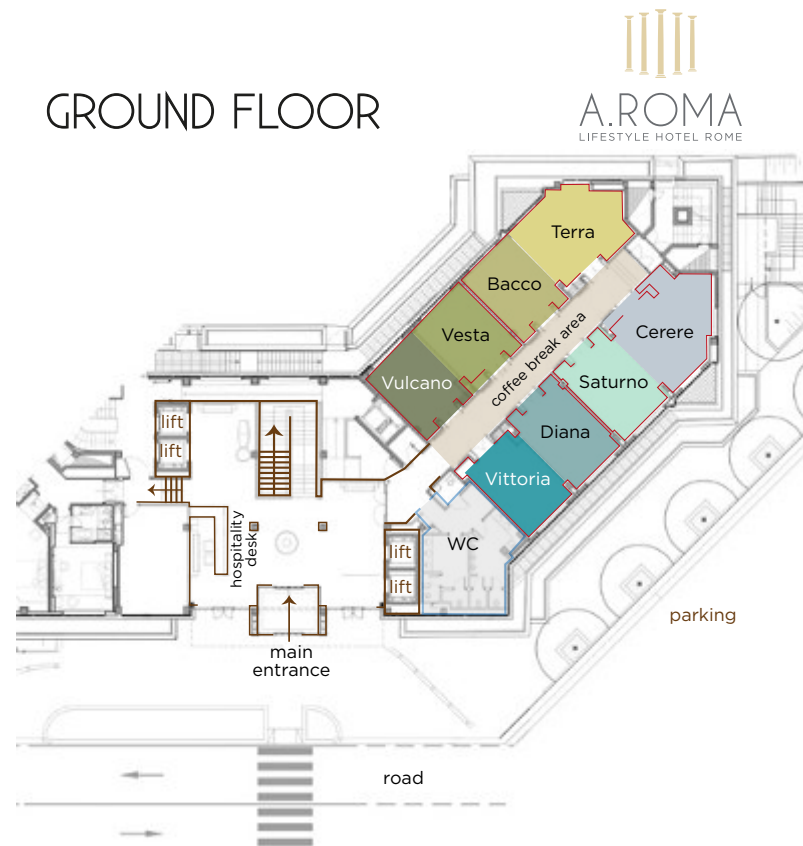 GROUND FLOOR
A.ROMA
LIFESTYLE HOTEL ROME
Terra
Bacco
Vesta
Vulcano
coffee break area
Cerere
Saturno
Diana
Vittoria
WC
lift
lift
lift
lift
hospitality
desk
main
entrance
parking
road